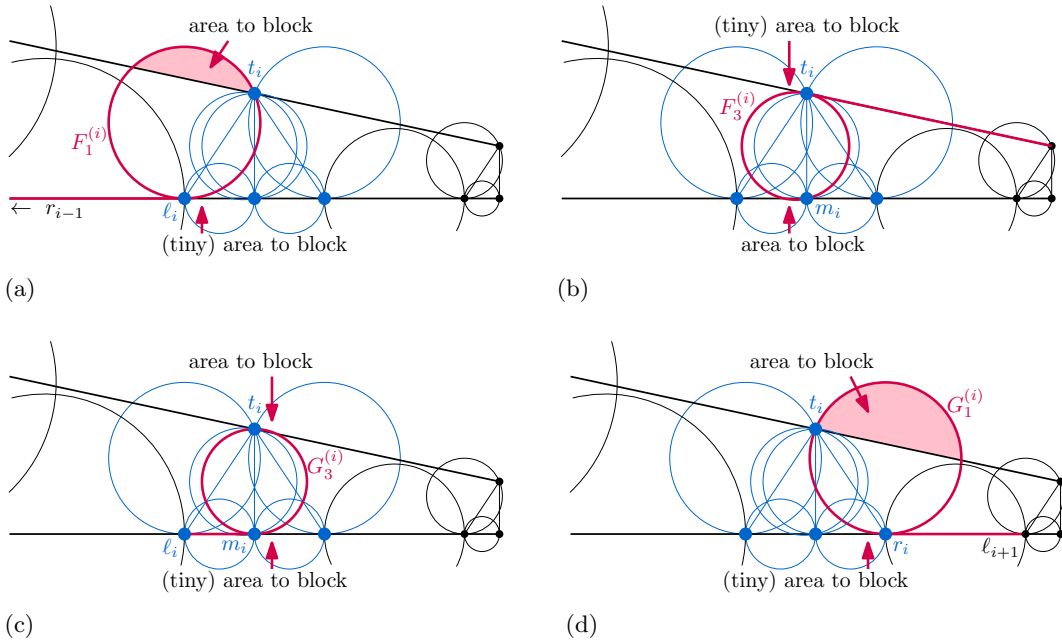 area to block
t_i
F_1^{(i)}
← r_{i−1}
ℓ_i
(tiny) area to block
(a)
(tiny) area to block
t_i
F_3^{(i)}
m_i
area to block
(b)
area to block
t_i
G_3^{(i)}
ℓ_i
m_i
(tiny) area to block
(c)
area to block
t_i
G_1^{(i)}
r_i
ℓ_{i+1}
(tiny) area to block
(d)